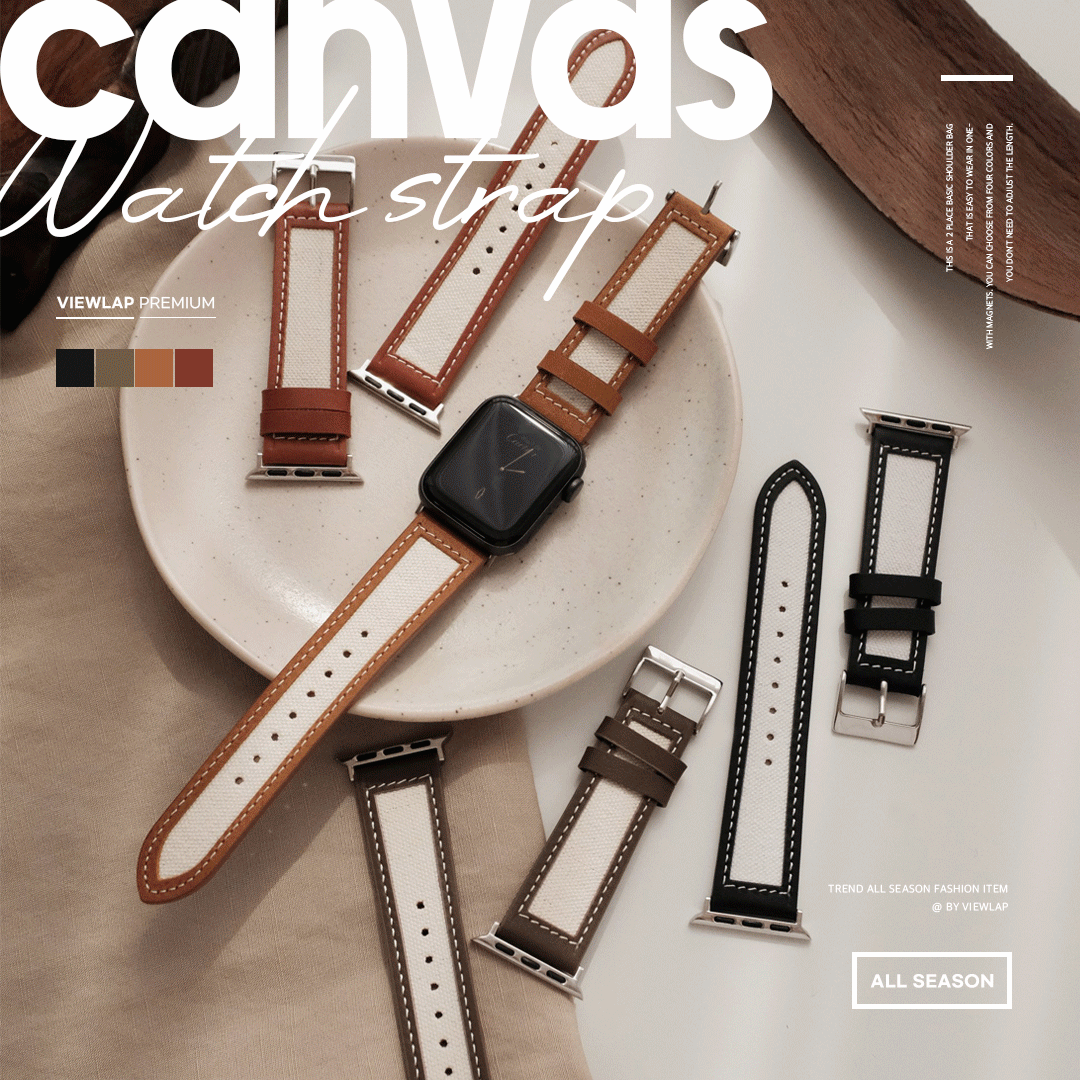 canvas
Watch strap
VIEWLAP PREMIUM
THIS IS A 2 PLACE BASIC SHOULDER BAG
THAT IS EASY TO WEAR IN ONE-
WITH MAGNETS. YOU CAN CHOOSE FROM FOUR COLORS AND
YOU DON'T NEED TO ADJUST THE LENGTH.
TREND ALL SEASON FASHION ITEM
@ BY VIEWLAP
ALL SEASON